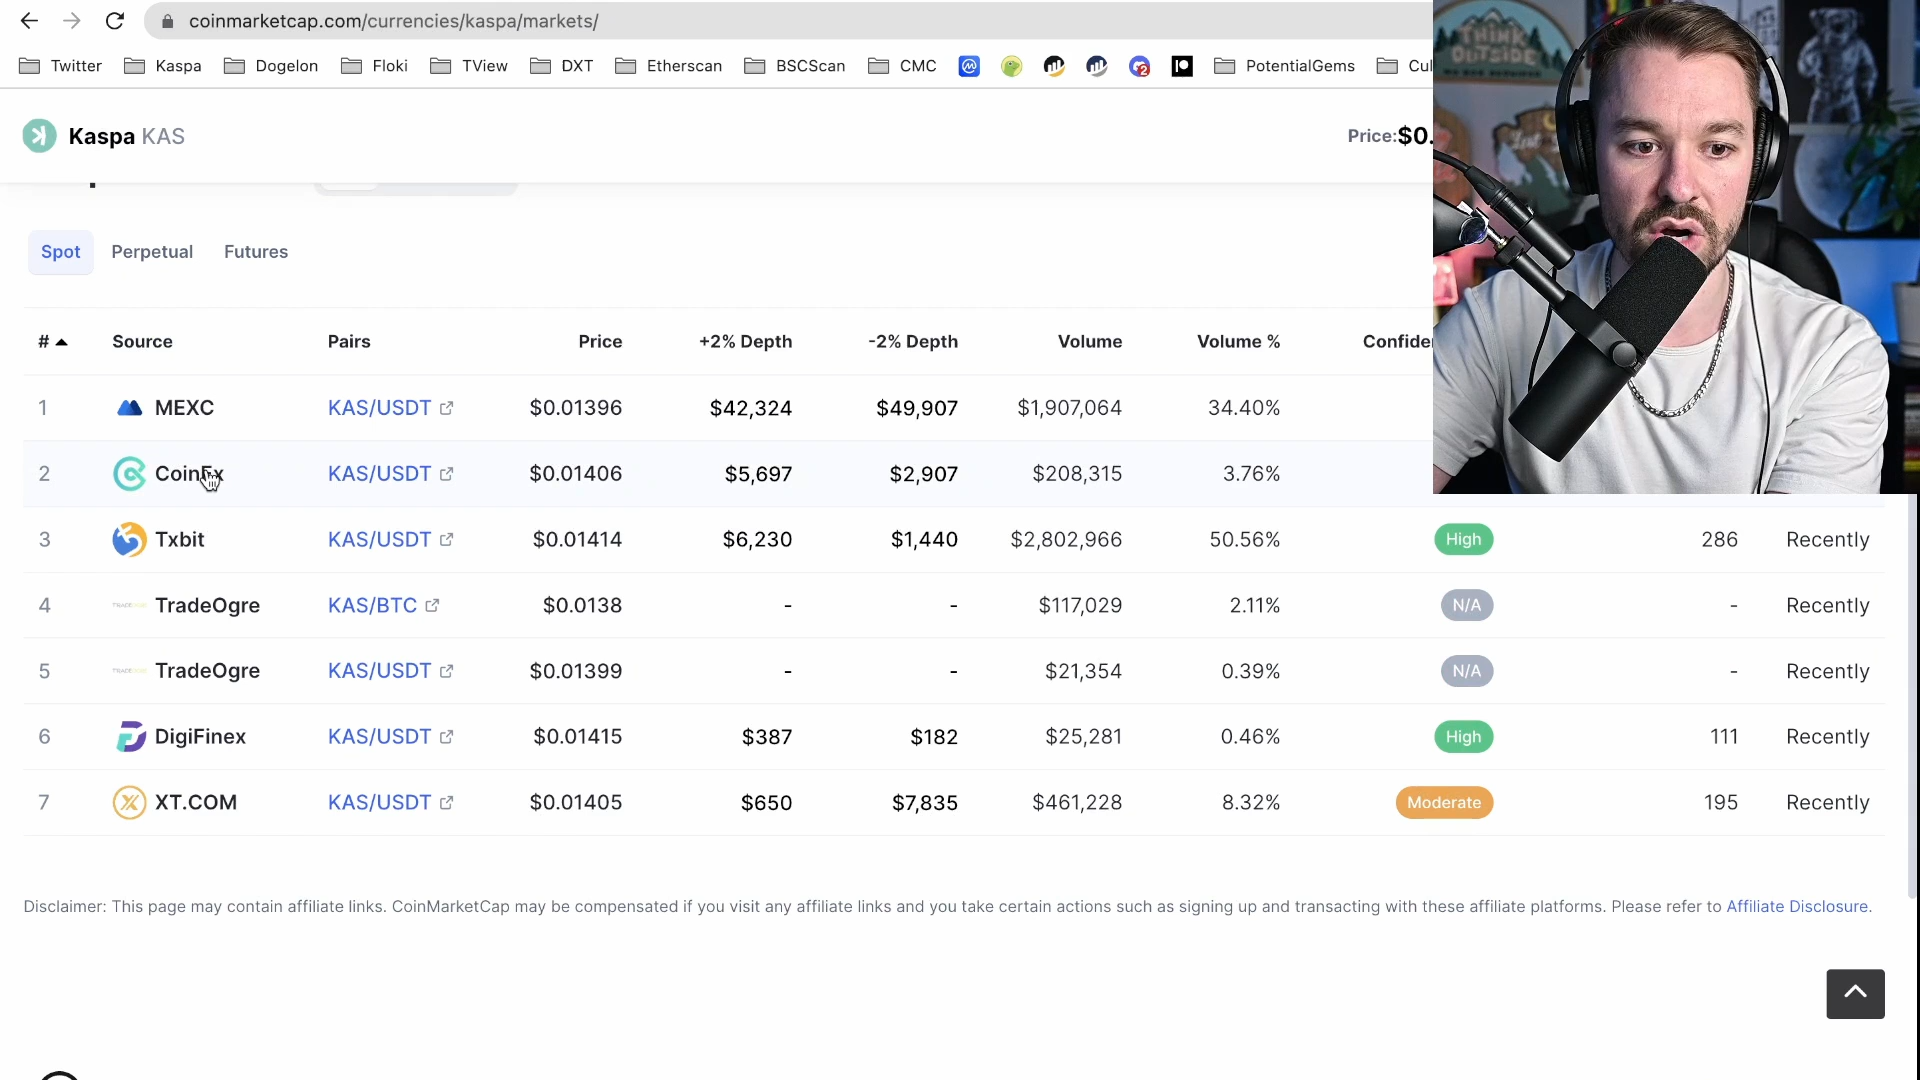 coinmarketcap.com/currencies/kaspa/markets/
Twitter Kaspa Dogelon Floki TView DXT Etherscan BSCScan CMC PotentialGems
Kaspa KAS Price:$0.
THINK
OUTSIDE
Spot Perpetual Futures
# Source Pairs Price +2% Depth -2% Depth Volume Volume %
1 MEXC KAS/USDT $0.01396 $42,324 $49,907 $1,907,064 34.40%
2 CoinEx KAS/USDT $0.01406 $5,697 $2,907 $208,315 3.76%
3 Txbit KAS/USDT $0.01414 $6,230 $1,440 $2,802,966 50.56% High 286 Recently
4 TradeOgre KAS/BTC $0.0138 - - $117,029 2.11% N/A - Recently
5 TradeOgre KAS/USDT $0.01399 - - $21,354 0.39% N/A - Recently
6 DigiFinex KAS/USDT $0.01415 $387 $182 $25,281 0.46% High 111 Recently
7 XT.COM KAS/USDT $0.01405 $650 $7,835 $461,228 8.32% Moderate 195 Recently
Disclaimer: This page may contain affiliate links. CoinMarketCap may be compensated if you visit any affiliate links and you take certain actions such as signing up and transacting with these affiliate platforms. Please refer to Affiliate Disclosure.